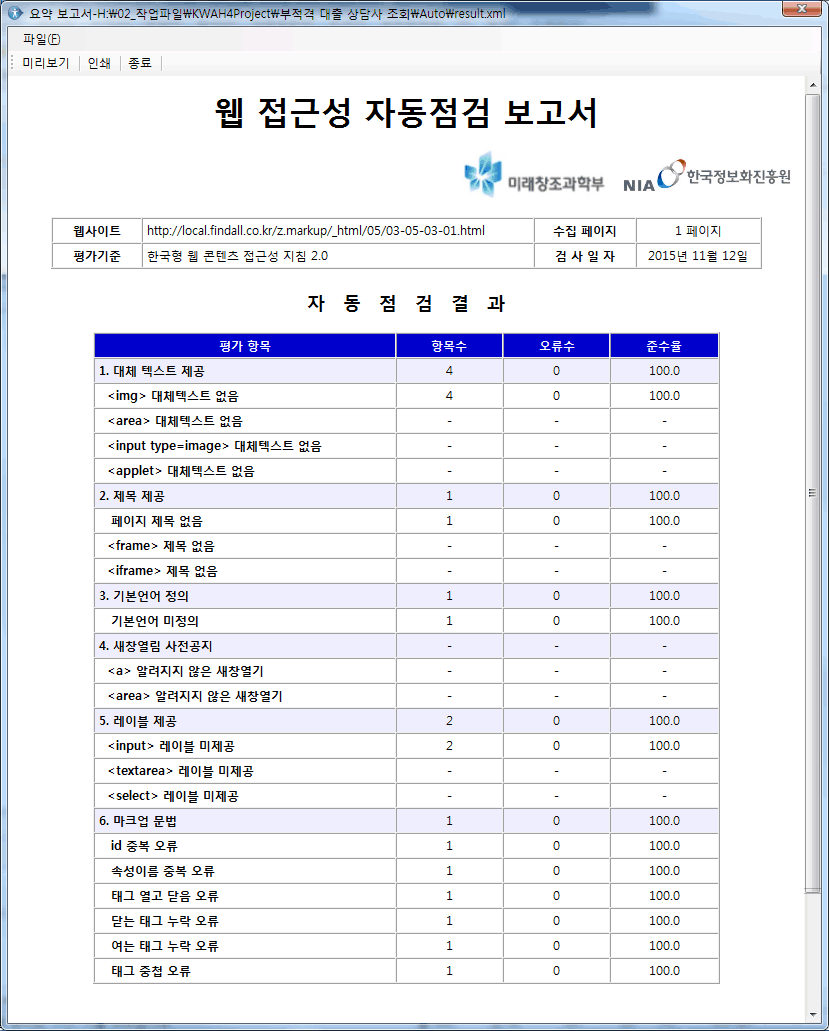 요약 보고서-H:\02_작업파일\KWAH4Project\부적격 대출 상담사 조회\Auto\result.xml
파일(F)
미리보기 인쇄 종료
웹 접근성 자동점검 보고서
미래창조과학부 NIA 한국정보화진흥원
웹사이트 http://local.findall.co.kr/z.markup/_html/05/03-05-03-01.html 수집 페이지 1 페이지
평가기준 한국형 웹 콘텐츠 접근성 지침 2.0 검 사 일 자 2015년 11월 12일
자 동 점 검 결 과
평가 항목 항목수 오류수 준수율
1. 대체 텍스트 제공 4 0 100.0
<img> 대체텍스트 없음 4 0 100.0
<area> 대체텍스트 없음 - - -
<input type=image> 대체텍스트 없음 - - -
<applet> 대체텍스트 없음 - - -
2. 제목 제공 1 0 100.0
페이지 제목 없음 1 0 100.0
<frame> 제목 없음 - - -
<iframe> 제목 없음 - - -
3. 기본언어 정의 1 0 100.0
기본언어 미정의 1 0 100.0
4. 새창열림 사전공지 - - -
<a> 알려지지 않은 새창열기 - - -
<area> 알려지지 않은 새창열기 - - -
5. 레이블 제공 2 0 100.0
<input> 레이블 미제공 2 0 100.0
<textarea> 레이블 미제공 - - -
<select> 레이블 미제공 - - -
6. 마크업 문법 1 0 100.0
id 중복 오류 1 0 100.0
속성이름 중복 오류 1 0 100.0
태그 열고 닫음 오류 1 0 100.0
닫는 태그 누락 오류 1 0 100.0
여는 태그 누락 오류 1 0 100.0
태그 중첩 오류 1 0 100.0